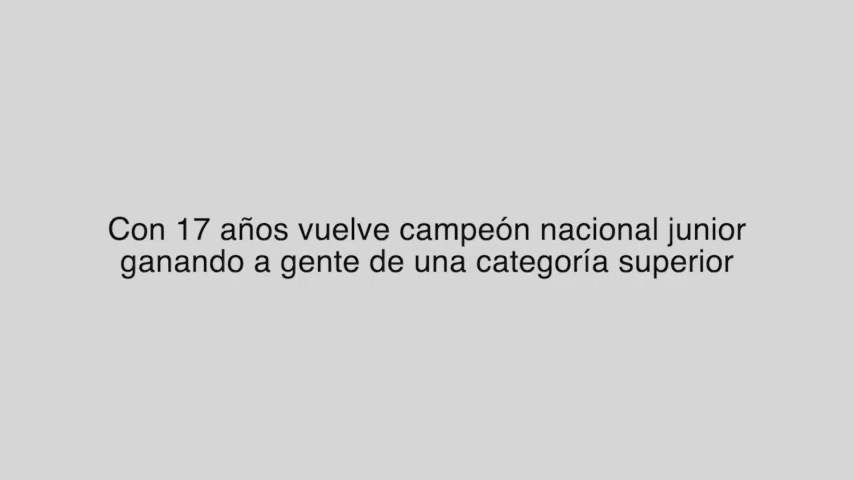 Con 17 años vuelve campeón nacional junior
ganando a gente de una categoría superior